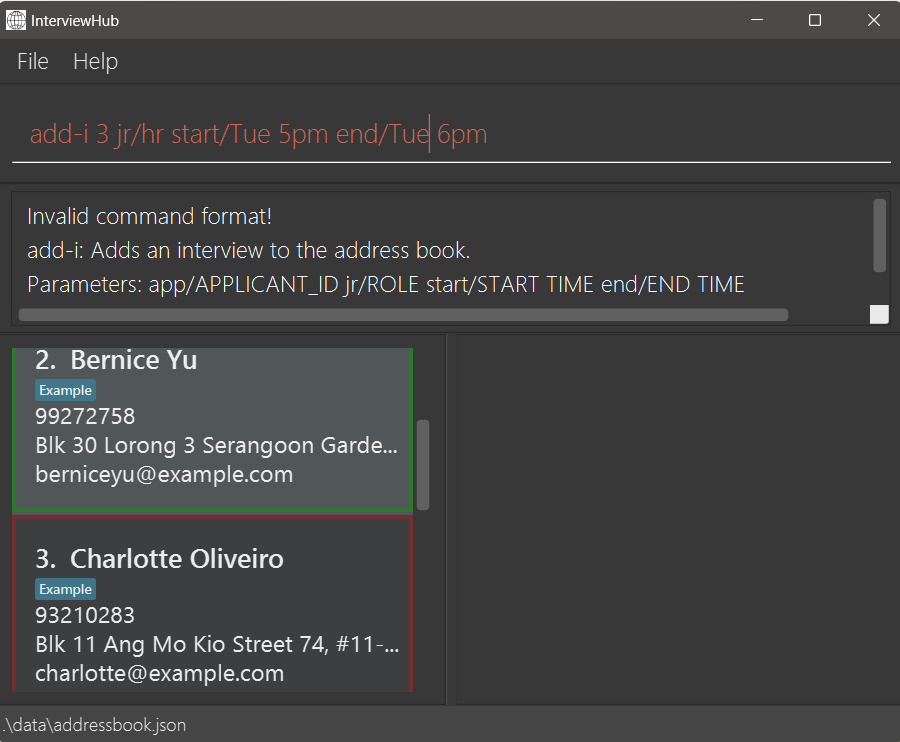 InterviewHub
File Help
add-i 3 jr/hr start/Tue 5pm end/Tue 6pm
Invalid command format!
add-i: Adds an interview to the address book.
Parameters: app/APPLICANT_ID jr/ROLE start/START TIME end/END TIME
2. Bernice Yu
Example
99272758
Blk 30 Lorong 3 Serangoon Garde...
berniceyu@example.com
3. Charlotte Oliveiro
Example
93210283
Blk 11 Ang Mo Kio Street 74, #11-...
charlotte@example.com
.\data\addressbook.json